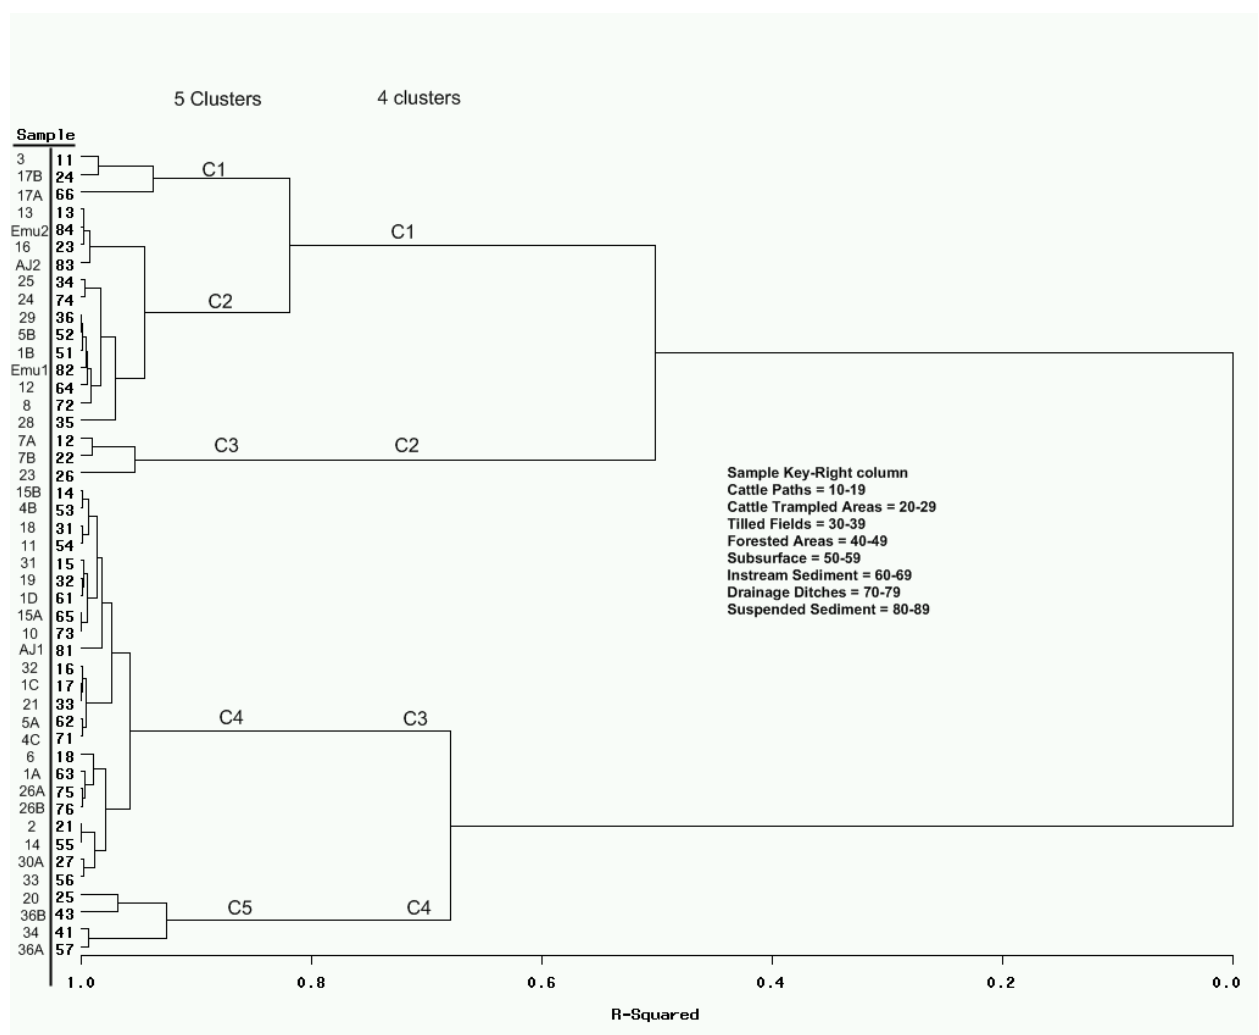 5 Clusters 4 clusters
Sample
3 11
17B 24
C1
17A 66
13 13
Emu2 84
C1
16 23
AJ2 83
25 34
24 74
C2
29 36
5B 52
1B 51
Emu1 82
12 64
8 72
28 35
7A 12
C3 C2
7B 22
23 26
Sample Key-Right column
15B 14
Cattle Paths = 10-19
4B 53
Cattle Trampled Areas = 20-29
18 31
Tilled Fields = 30-39
11 54
Forested Areas = 40-49
31 15
Subsurface = 50-59
19 32
Instream Sediment = 60-69
1D 61
Drainage Ditches = 70-79
15A 65
Suspended Sediment = 80-89
10 73
AJ1 81
32 16
1C 17
21 33
5A 62
C4 C3
4C 71
6 18
1A 63
26A 75
26B 76
2 21
14 55
30A 27
33 56
20 25
C5 C4
36B 43
34 41
36A 57
1.0 0.8 0.6 0.4 0.2 0.0
R-Squared